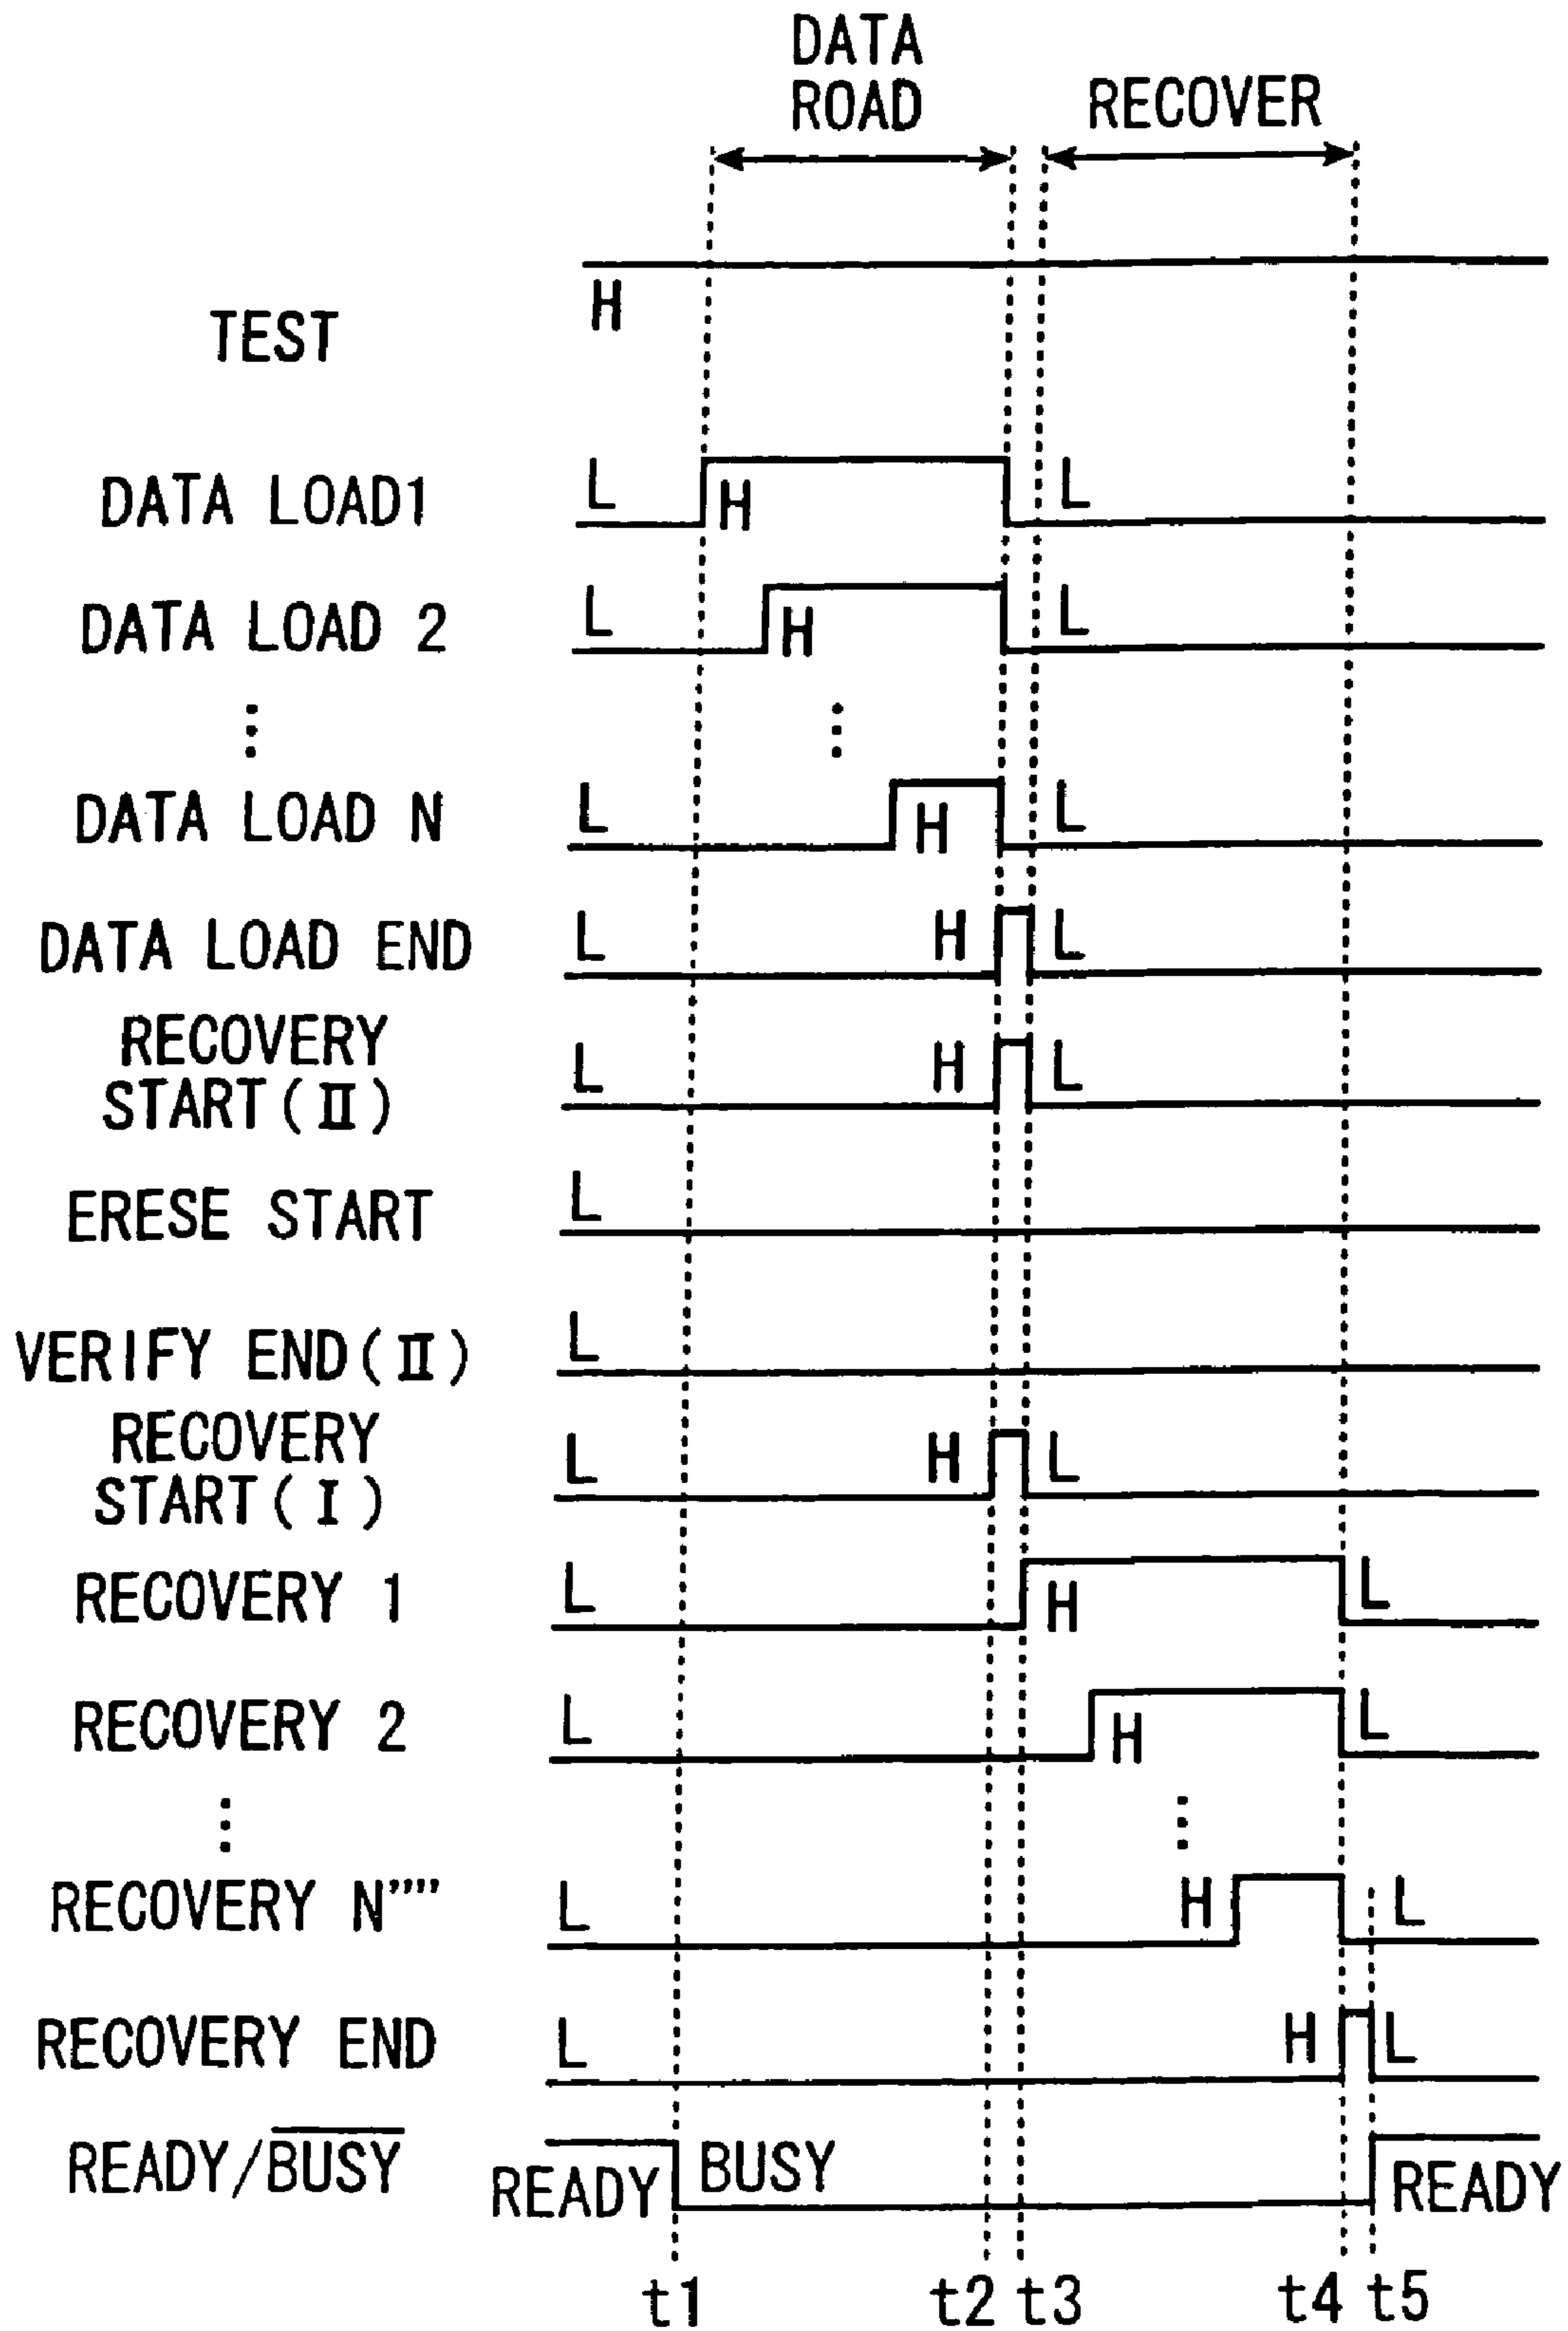 DATA
ROAD
RECOVER
H
TEST
L H L
DATA LOAD1
L H L
DATA LOAD 2
L H L
DATA LOAD N
L H L
DATA LOAD END
RECOVERY
START(II)
L H L
L
ERESE START
L
VERIFY END(II)
RECOVERY
START(I)
L H L
RECOVERY 1
L H L
RECOVERY 2
L H L
RECOVERY N''''
L H L
RECOVERY END
L H L
READY/BUSY
READY BUSY READY
t1 t2 t3 t4 t5